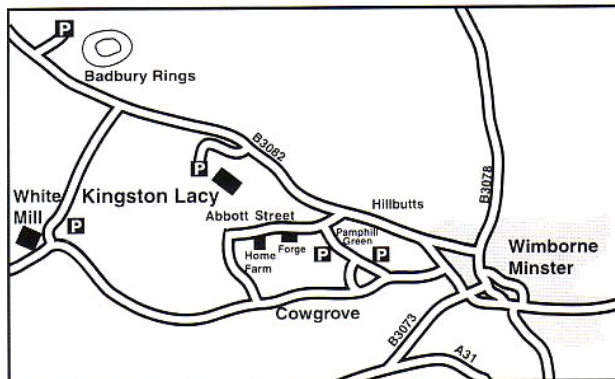 P
Badbury Rings
B3082
P
White
Mill
P
Kingston Lacy
Hillbutts
B3078
Abbott Street
Pamphill
Green
Home
Farm
Forge
P
P
Wimborne
Minster
Cowgrove
B3073
A31